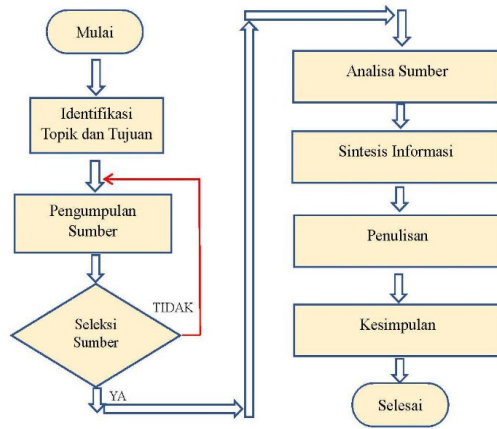 Mulai
Identifikasi
Topik dan Tujuan
Pengumpulan
Sumber
TIDAK
Seleksi
Sumber
YA
Analisa Sumber
Sintesis Informasi
Penulisan
Kesimpulan
Selesai